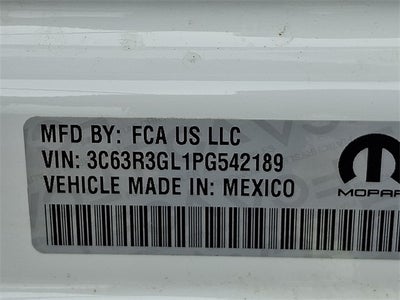 MFD BY: FCA US LLC
VIN: 3C63R3GL1PG542189
VEHICLE MADE IN: MEXICO
MOPAR